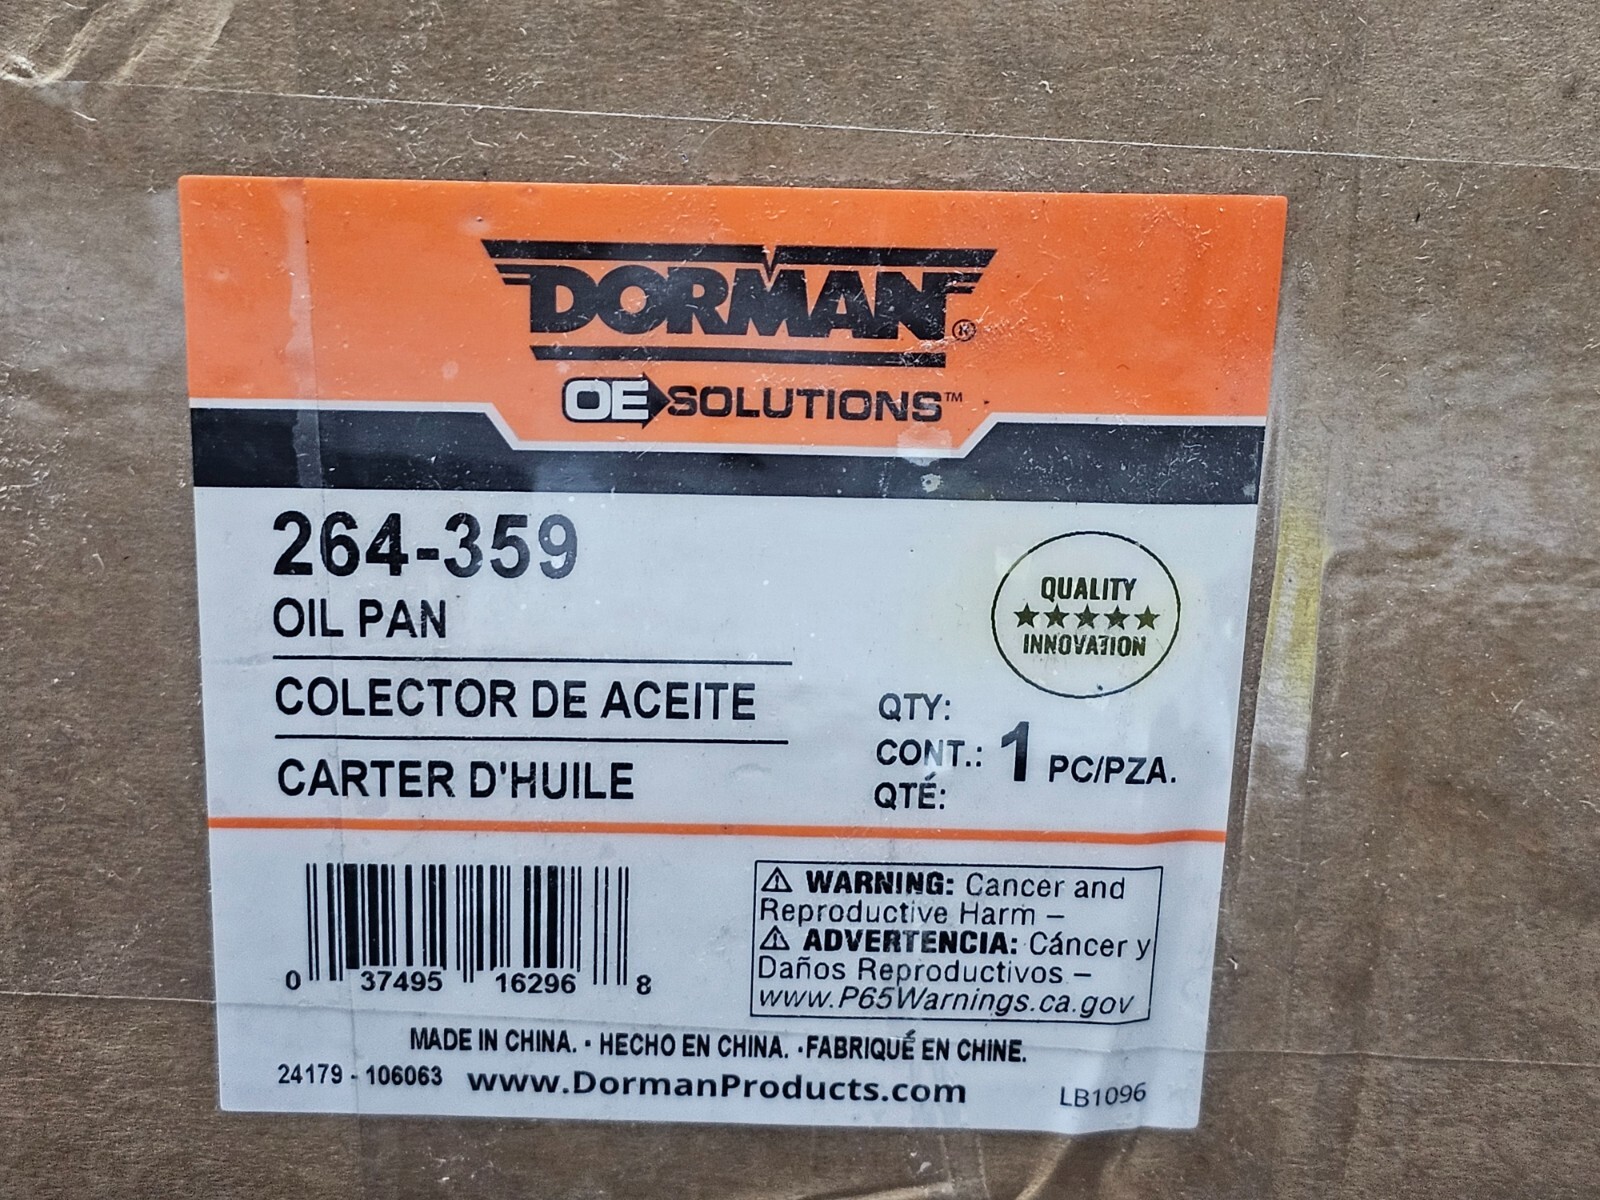 DORMAN®
OE SOLUTIONS™
264-359
OIL PAN
COLECTOR DE ACEITE
CARTER D'HUILE
QUALITY
★★★★★
INNOVATION
QTY:
CONT.: 1 PC/PZA.
QTÉ:
0 37495 16296 8
⚠ WARNING: Cancer and
Reproductive Harm –
⚠ ADVERTENCIA: Cáncer y
Daños Reproductivos –
www.P65Warnings.ca.gov
MADE IN CHINA. · HECHO EN CHINA. · FABRIQUÉ EN CHINE.
24179 - 106063 www.DormanProducts.com LB1096